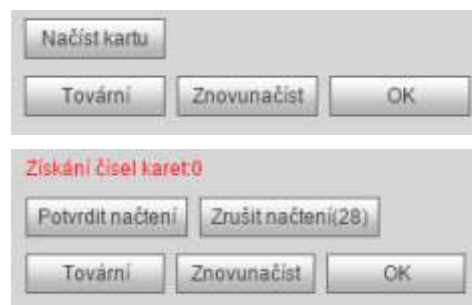 Načíst kartu
Tovární Znovunačíst OK
Získání čísel karet:0
Potvrdit načtení Zrušit načtení(28)
Tovární Znovunačíst OK